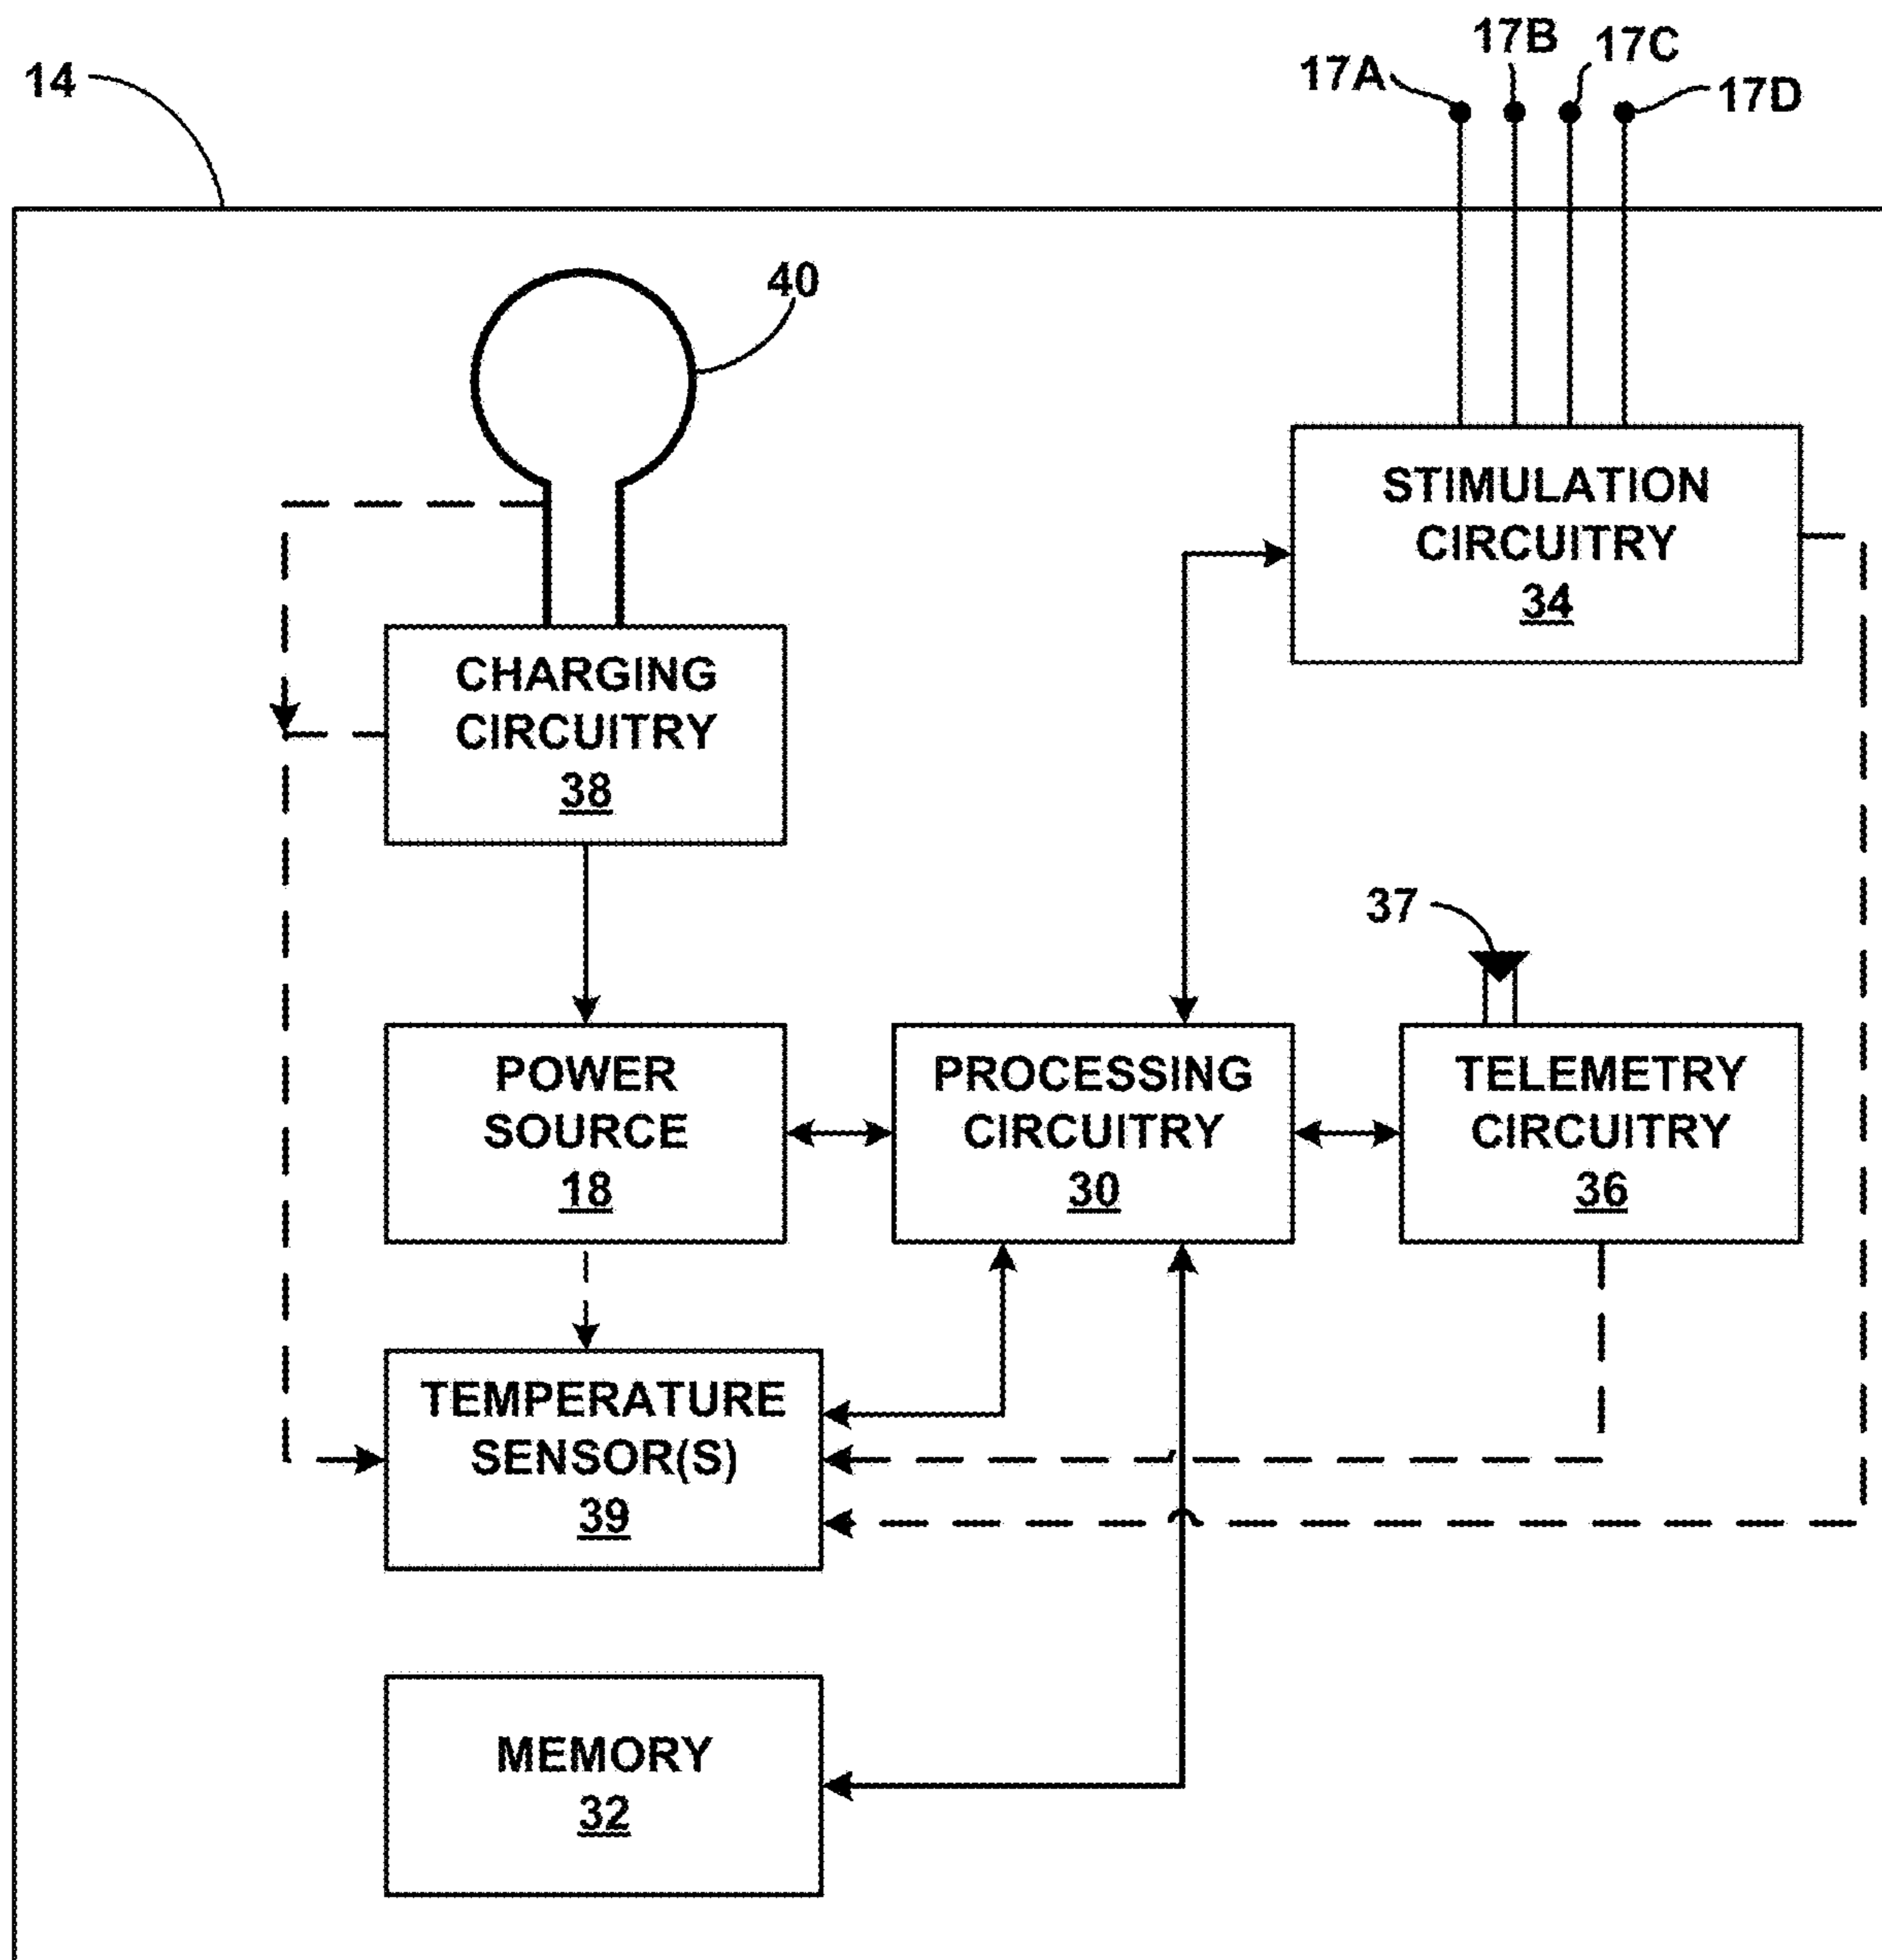 14
17A
17B
17C
17D
40
STIMULATION
CIRCUITRY
34
CHARGING
CIRCUITRY
38
37
POWER
SOURCE
18
PROCESSING
CIRCUITRY
30
TELEMETRY
CIRCUITRY
36
TEMPERATURE
SENSOR(S)
39
MEMORY
32